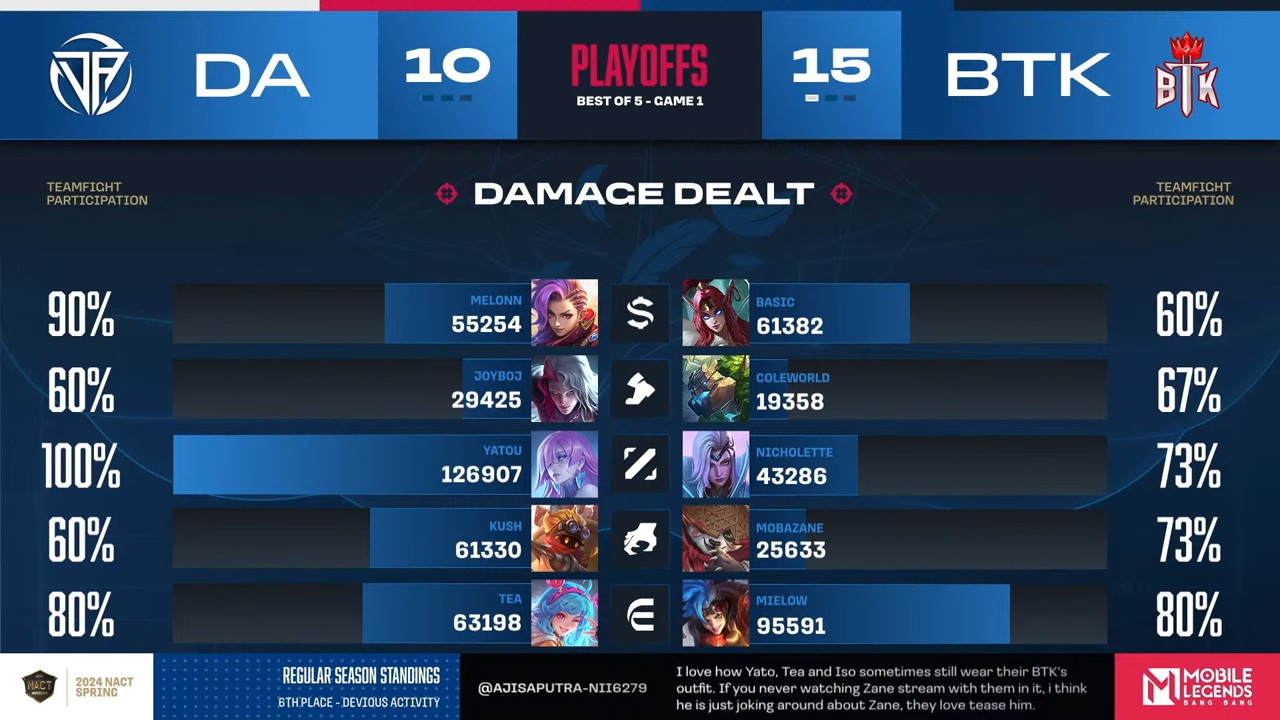 DA
10
PLAYOFFS
BEST OF 5 - GAME 1
15
BTK
BTK
TEAMFIGHT
PARTICIPATION
DAMAGE DEALT
TEAMFIGHT
PARTICIPATION
90%
MELONN
55254
BASIC
61382
60%
60%
JOYBOJ
29425
COLEWORLD
19358
67%
100%
YATOU
126907
NICHOLETTE
43286
73%
60%
KUSH
61330
MOBAZANE
25633
73%
80%
TEA
63198
MIELOW
95591
80%
NACT
2024 NACT
SPRING
REGULAR SEASON STANDINGS
6TH PLACE - DEVIOUS ACTIVITY
@AJISAPUTRA-NII6279
I love how Yato, Tea and Iso sometimes still wear their BTK's
outfit. If you never watching Zane stream with them in it, i think
he is just joking around about Zane, they love tease him.
MOBILE
LEGENDS
BANG BANG